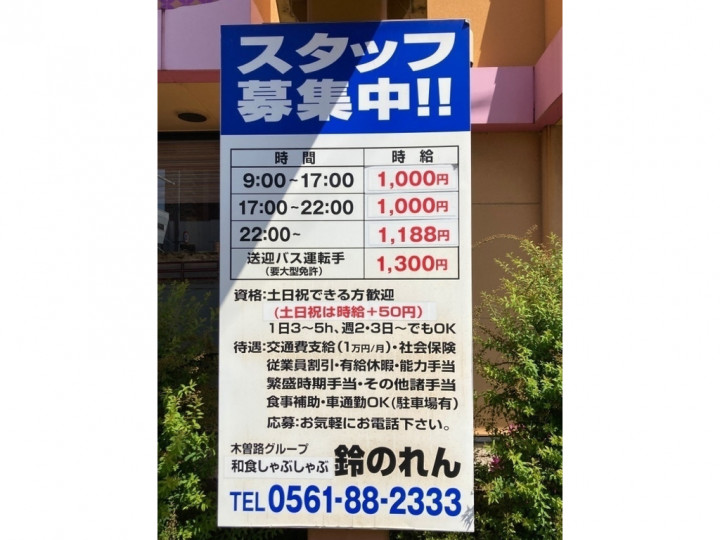 スタッフ
募集中!!
時間 時給
9:00~17:00 1,000円
17:00~22:00 1,000円
22:00~ 1,188円
送迎バス運転手 1,300円
(要大型免許)
資格:土日祝できる方歓迎
(土日祝は時給+50円)
1日3~5h、週2・3日~でもOK
待遇:交通費支給(1万円/月)・社会保険
従業員割引・有給休暇・能力手当
繁盛時期手当・その他諸手当
食事補助・車通勤OK(駐車場有)
応募:お気軽にお電話下さい。
木曽路グループ
和食しゃぶしゃぶ 鈴のれん
TEL 0561-88-2333